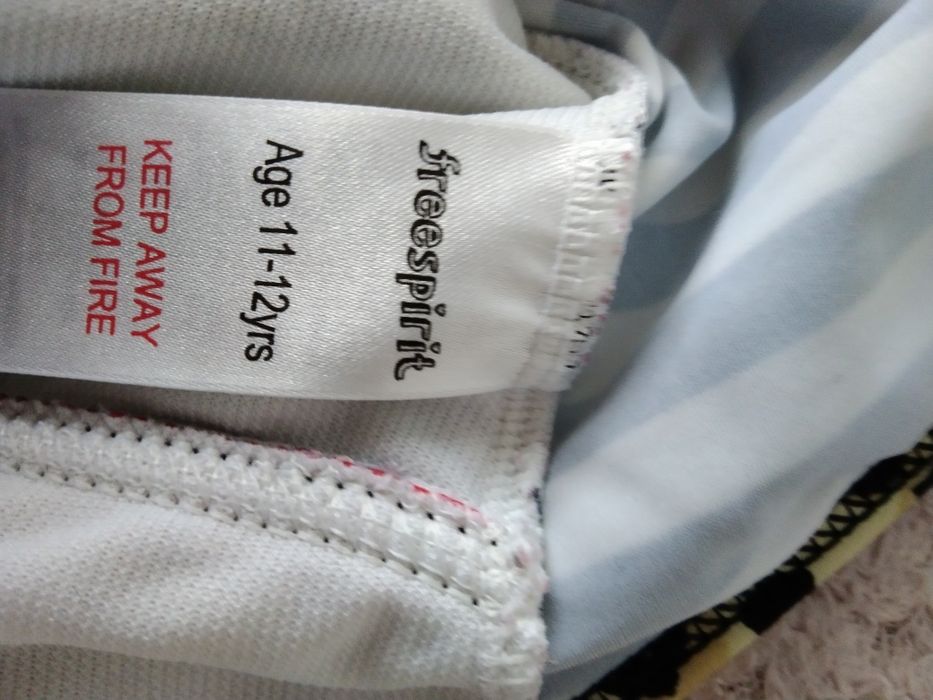 freespirit
Age 11-12yrs
KEEP AWAY
FROM FIRE